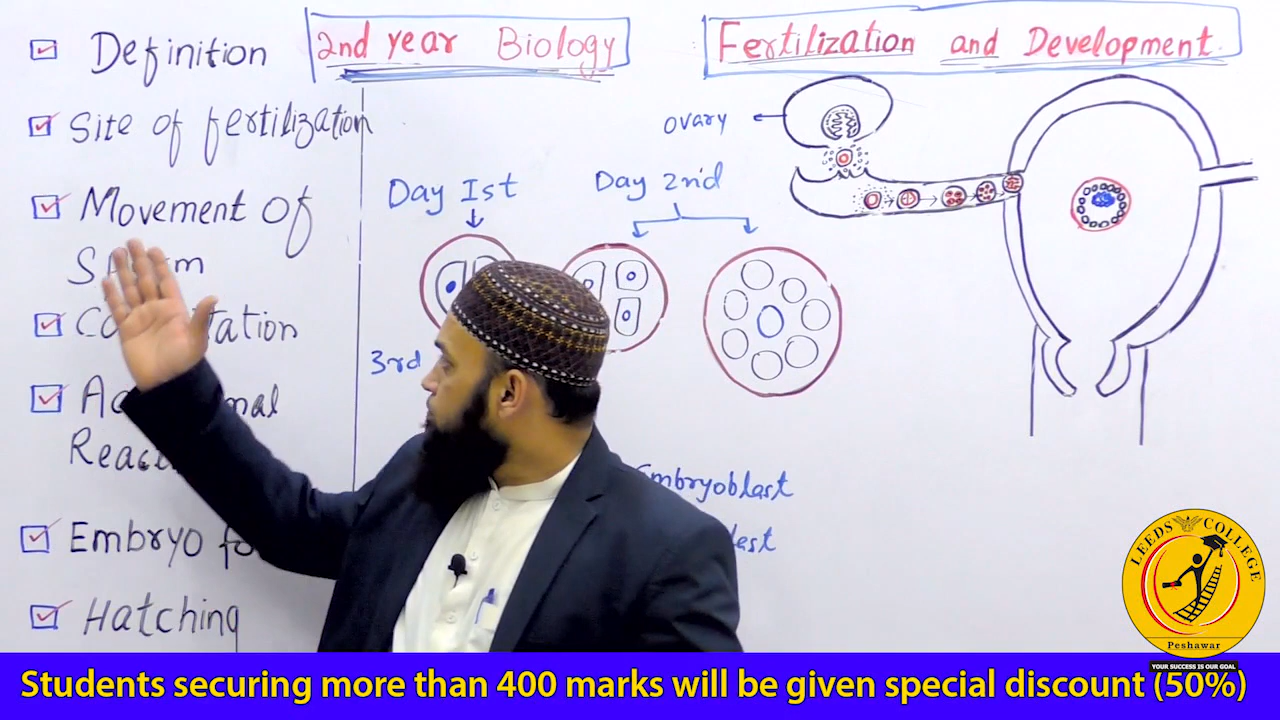 Definition
2nd year Biology
Fertilization and Development.
Site of fertilization
ovary
Day Ist
Day 2nd
Movement of
3rd
Reac
Embryo fo
Embryoblast
Hatching
LEEDS COLLEGE
Peshawar
YOUR SUCCESS IS OUR GOAL
Students securing more than 400 marks will be given special discount (50%)